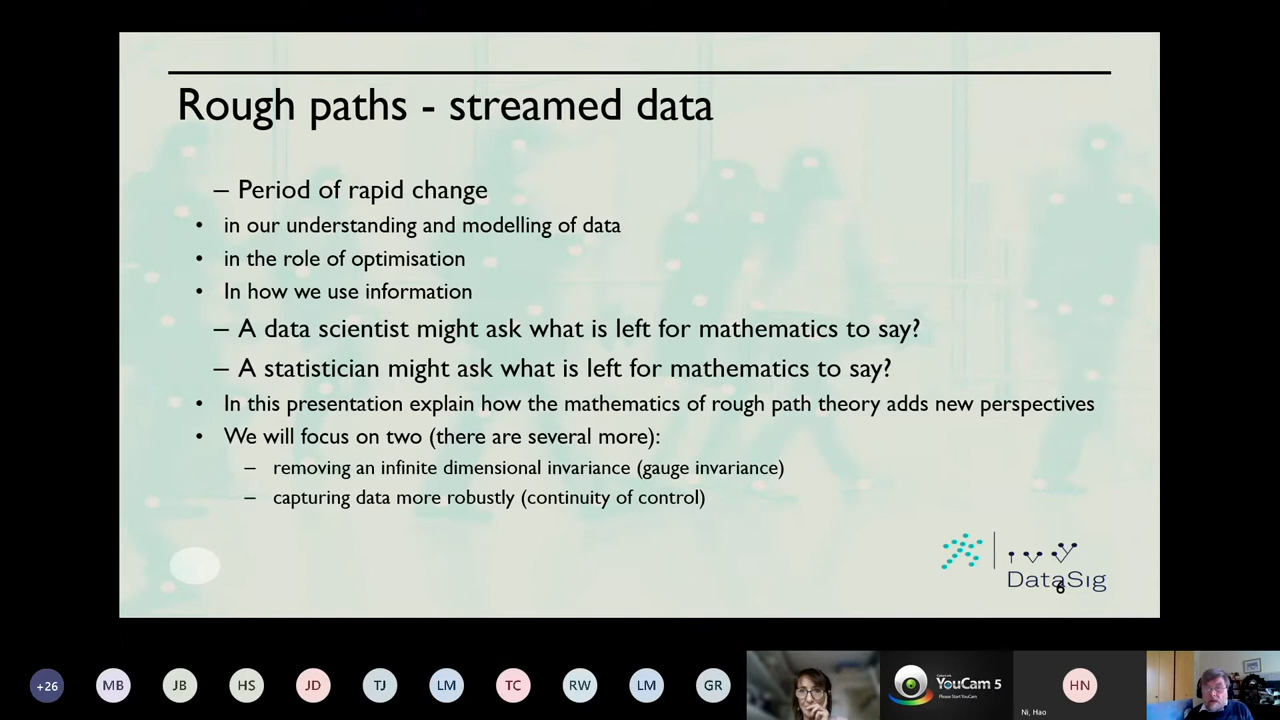 Rough paths - streamed data
– Period of rapid change
• in our understanding and modelling of data
• in the role of optimisation
• In how we use information
– A data scientist might ask what is left for mathematics to say?
– A statistician might ask what is left for mathematics to say?
• In this presentation explain how the mathematics of rough path theory adds new perspectives
• We will focus on two (there are several more):
– removing an infinite dimensional invariance (gauge invariance)
– capturing data more robustly (continuity of control)
DataSig
6
+26 MB JB HS JD TJ LM TC RW LM GR
YouCam 5
Please Start YouCam
HN
Ni, Hao